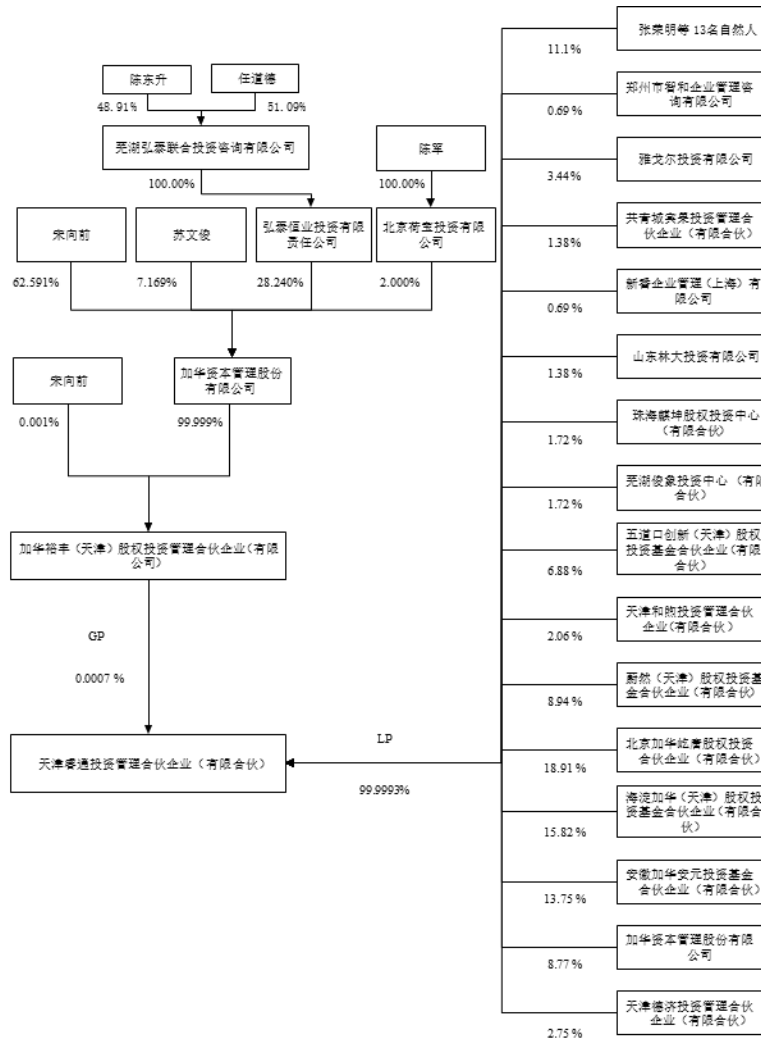 张荣明等 13名自然人
11.1%
陈东升
任道德
48.91%
51.09%
郑州市智和企业管理咨
询有限公司
0.69%
芜湖弘泰联合投资咨询有限公司
陈军
雅戈尔投资有限公司
100.00%
100.00%
3.44%
宋向前
苏文俊
弘泰恒业投资有限
责任公司
北京荷宝投资有限
公司
共青城宾景投资管理合
伙企业（有限合伙）
1.38%
62.591%
7.169%
28.240%
2.000%
新番企业管理（上海）有
限公司
0.69%
宋向前
加华资本管理股份
有限公司
山东林大投资有限公司
1.38%
0.001%
99.999%
珠海麒坤股权投资中心
（有限合伙）
1.72%
芜湖俊象投资中心（有限
合伙）
1.72%
加华裕丰（天津）股权投资管理合伙企业（有限
公司）
五道口创新（天津）股权
投资基金合伙企业（有限
合伙）
6.88%
GP
0.0007 %
天津和煦投资管理合伙
企业（有限合伙）
2.06%
蔚然（天津）股权投资基
金合伙企业（有限合伙）
8.94%
天津睿通投资管理合伙企业（有限合伙）
LP
99.9993%
北京加华屹唐股权投资
合伙企业（有限合伙）
18.91%
海淀加华（天津）股权投
资基金合伙企业（有限合
伙）
15.82%
安徽加华安元投资基金
合伙企业（有限合伙）
13.75%
加华资本管理股份有限
公司
8.77%
天津德济投资管理合伙
企业（有限合伙）
2.75%